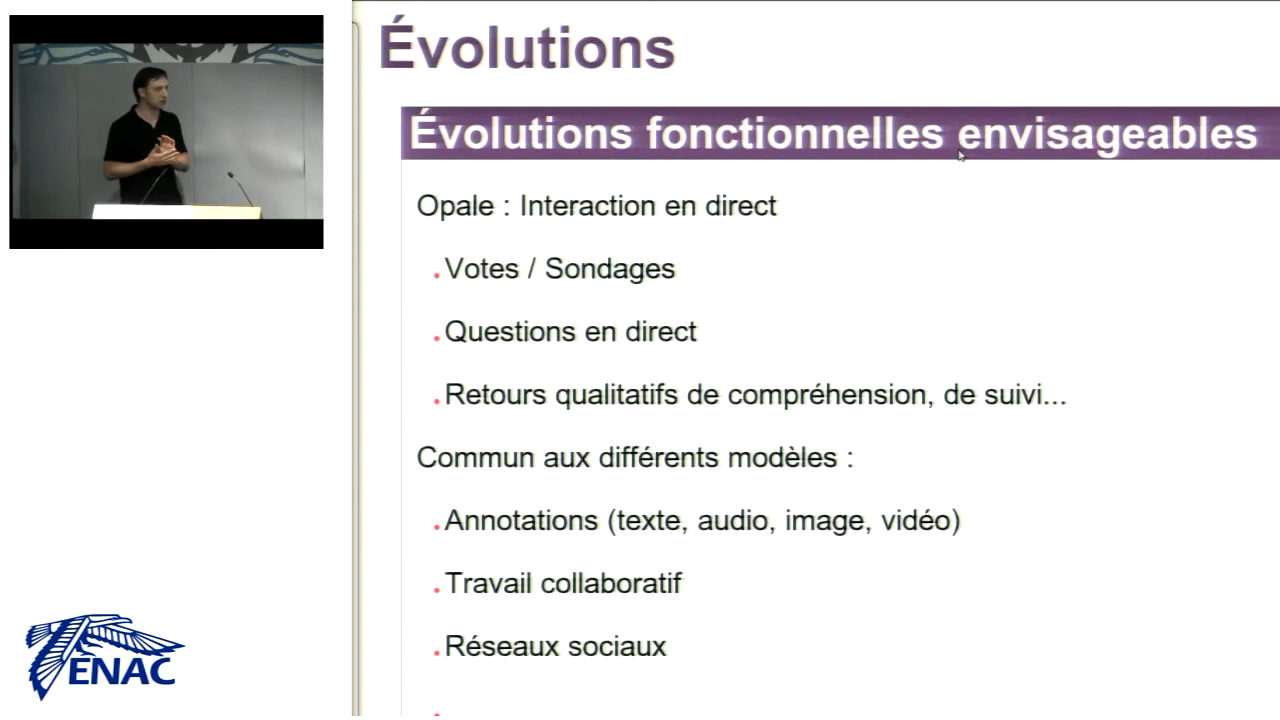 Évolutions
Évolutions fonctionnelles envisageables
Opale : Interaction en direct
Votes / Sondages
Questions en direct
Retours qualitatifs de compréhension, de suivi...
Commun aux différents modèles :
Annotations (texte, audio, image, vidéo)
Travail collaboratif
Réseaux sociaux
ENAC